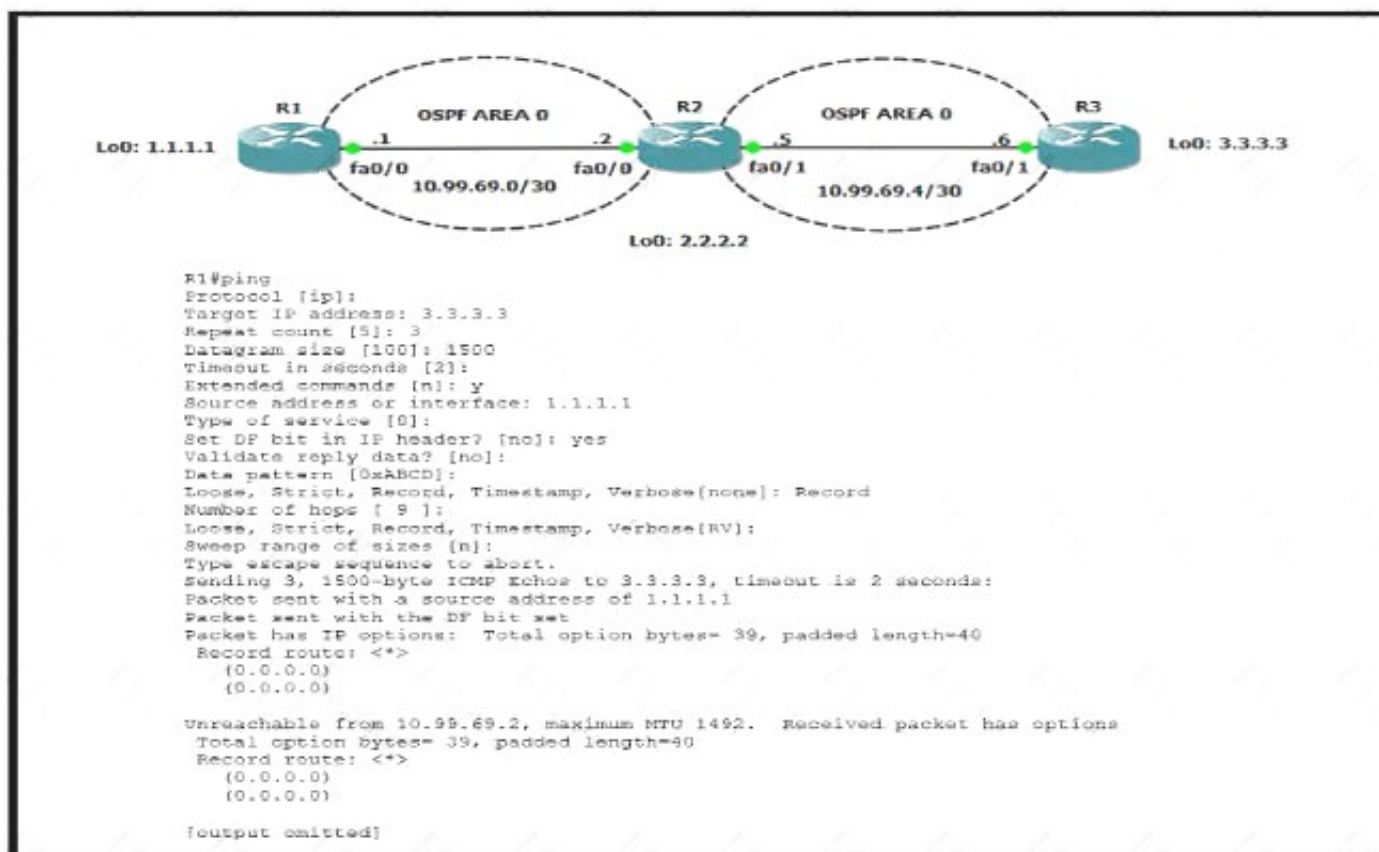 R1
OSPF AREA 0
R2
OSPF AREA 0
R3
Lo0: 1.1.1.1
.1
.2
.5
.6
Lo0: 3.3.3.3
fa0/0
fa0/0
fa0/1
fa0/1
10.99.69.0/30
10.99.69.4/30
Lo0: 2.2.2.2
R1#ping
Protocol [ip]:
Target IP address: 3.3.3.3
Repeat count [5]: 3
Datagram size [100]: 1500
Timeout in seconds [2]:
Extended commands [n]: y
Source address or interface: 1.1.1.1
Type of service [0]:
Set DF bit in IP header? [no]: yes
Validate reply data? [no]:
Data pattern [0xABCD]:
Loose, Strict, Record, Timestamp, Verbose[none]: Record
Number of hops [ 9 ]:
Loose, Strict, Record, Timestamp, Verbose[RV]:
Sweep range of sizes [n]:
Type escape sequence to abort.
Sending 3, 1500-byte ICMP Echos to 3.3.3.3, timeout is 2 seconds:
Packet sent with a source address of 1.1.1.1
Packet sent with the DF bit set
Packet has IP options: Total option bytes= 39, padded length=40
Record route: <*>
(0.0.0.0)
(0.0.0.0)
Unreachable from 10.99.69.2, maximum MTU 1492. Received packet has options
Total option bytes= 39, padded length=40
Record route: <*>
(0.0.0.0)
(0.0.0.0)
[output omitted]